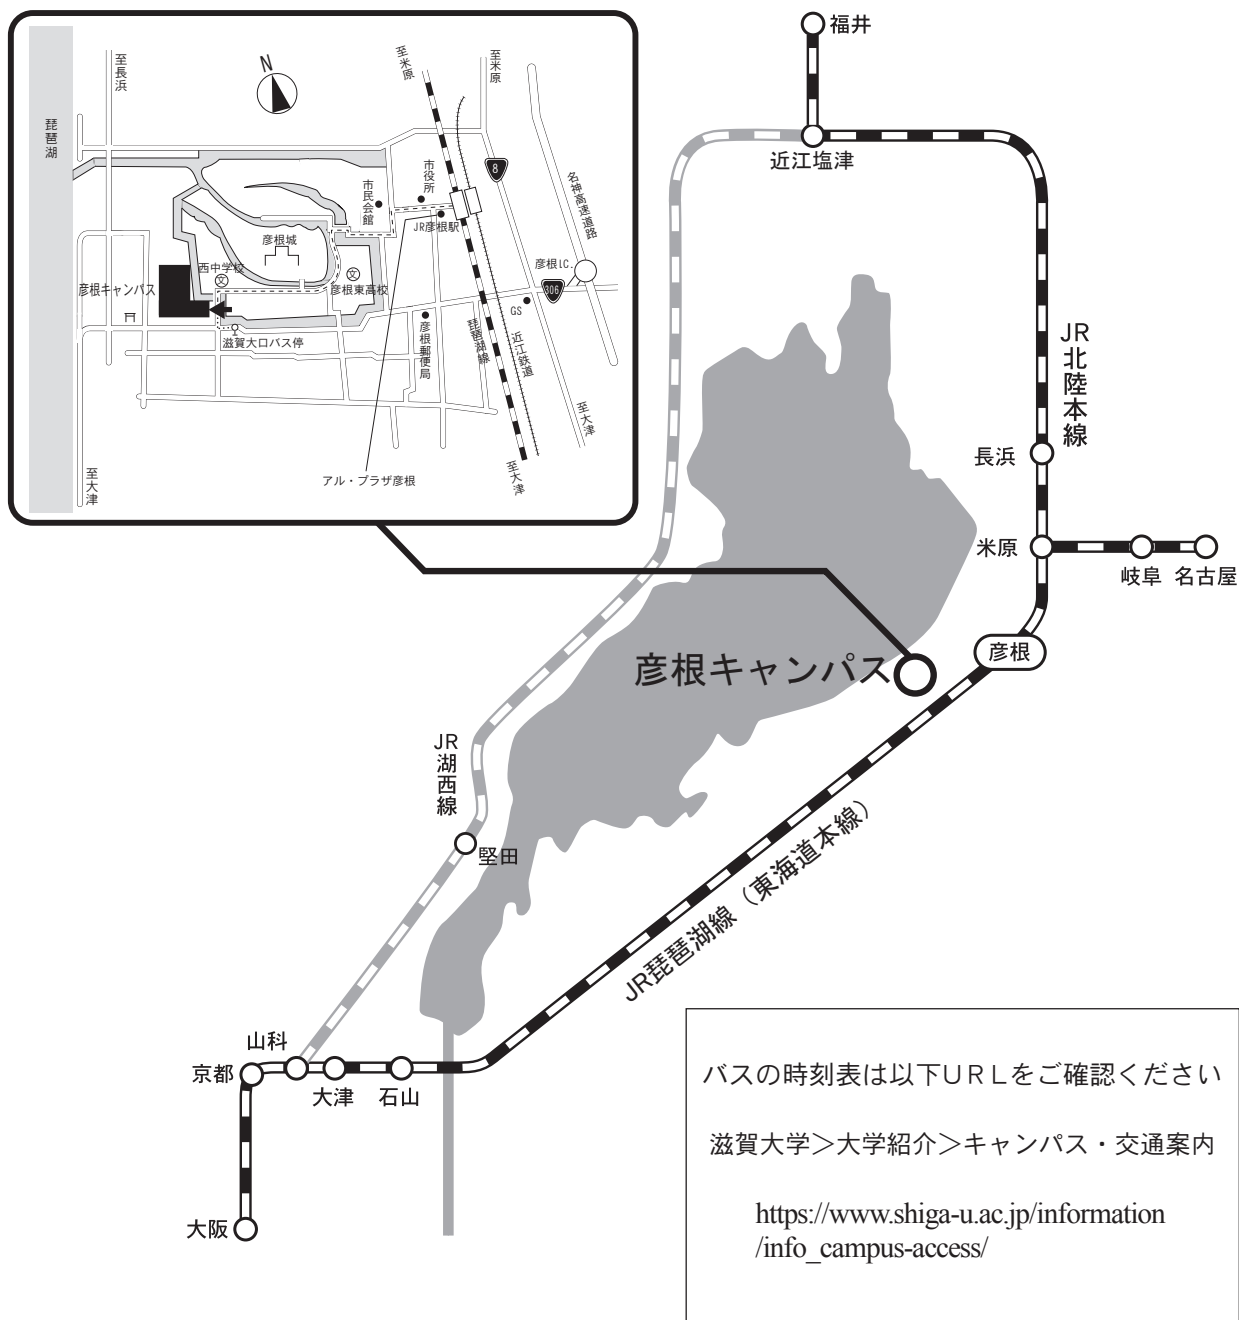 福井
近江塩津
JR北陸本線
長浜
米原
岐阜
名古屋
彦根
彦根キャンパス
JR湖西線
堅田
JR琵琶湖線（東海道本線）
山科
京都
大津
石山
大阪
琵琶湖
至長浜
N
至米原
至米原
8
名神高速道路
市役所
市民会館
JR彦根駅
彦根城
西中学校
文
文
彦根東高校
彦根I.C.
306
GS
彦根キャンパス
滋賀大口バス停
彦根郵便局
琵琶湖線
近江鉄道
至大津
至大津
至大津
アル・プラザ彦根
バスの時刻表は以下URLをご確認ください
滋賀大学＞大学紹介＞キャンパス・交通案内
https://www.shiga-u.ac.jp/information
/info_campus-access/